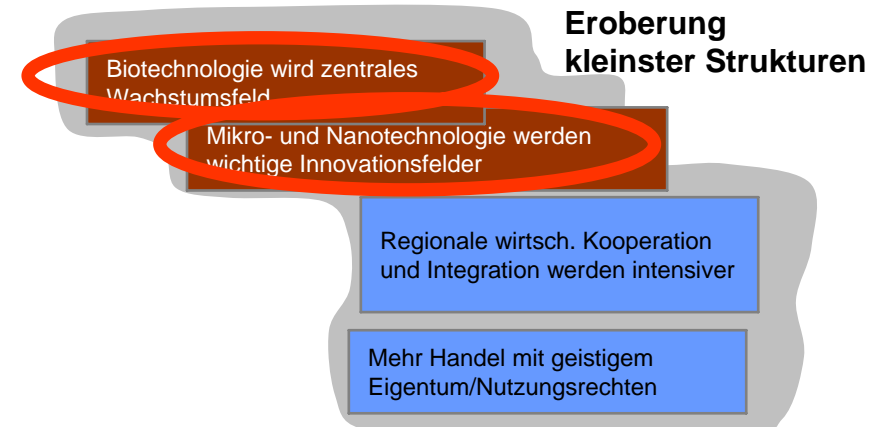 Eroberung
kleinster Strukturen
Biotechnologie wird zentrales
Wachstumsfeld
Mikro- und Nanotechnologie werden
wichtige Innovationsfelder
Regionale wirtsch. Kooperation
und Integration werden intensiver
Mehr Handel mit geistigem
Eigentum/Nutzungsrechten